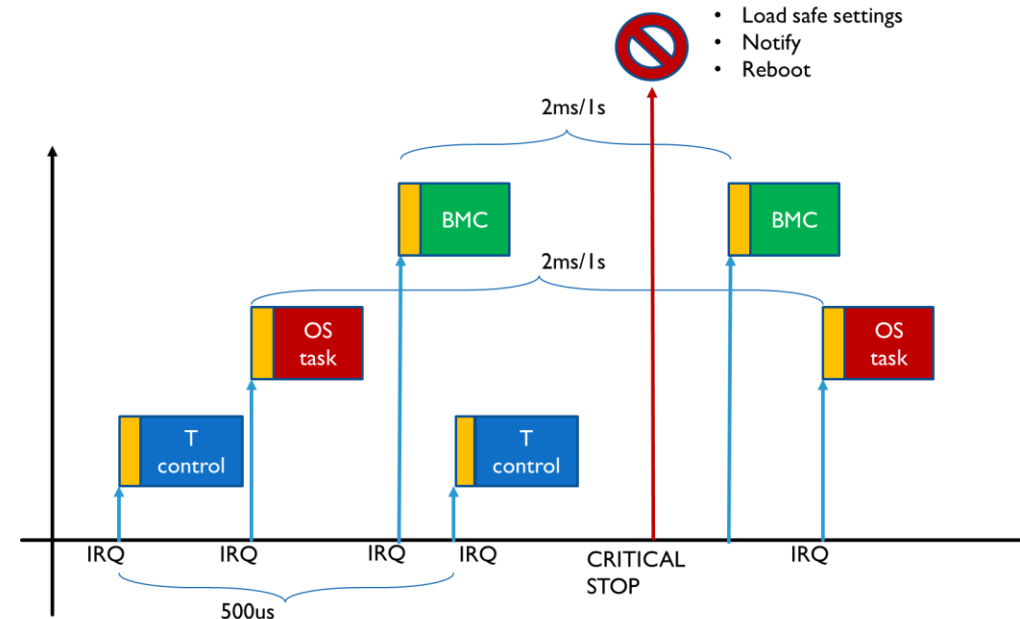 • Load safe settings
• Notify
• Reboot
2ms/1s
BMC
BMC
2ms/1s
OS
task
OS
task
T
control
T
control
IRQ
IRQ
IRQ
IRQ
CRITICAL
STOP
IRQ
500us